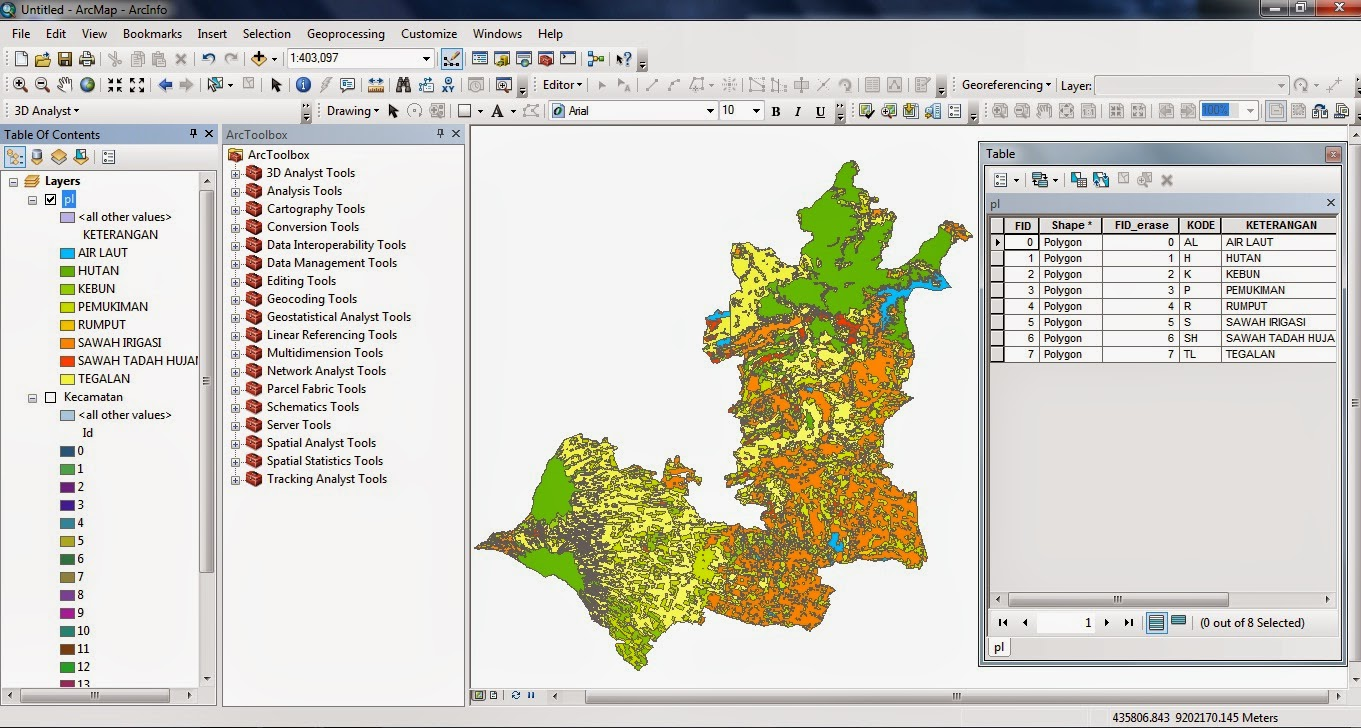 Untitled - ArcMap - ArcInfo
File Edit View Bookmarks Insert Selection Geoprocessing Customize Windows Help
1:403,097
Editor Georeferencing Layer:
3D Analyst Drawing A Arial 10 B I U A 100%
Table Of Contents
Layers
pl
<all other values>
KETERANGAN
AIR LAUT
HUTAN
KEBUN
PEMUKIMAN
RUMPUT
SAWAH IRIGASI
SAWAH TADAH HUJAN
TEGALAN
Kecamatan
<all other values>
Id
0
1
2
3
4
5
6
7
8
9
10
11
12
13
ArcToolbox
ArcToolbox
3D Analyst Tools
Analysis Tools
Cartography Tools
Conversion Tools
Data Interoperability Tools
Data Management Tools
Editing Tools
Geocoding Tools
Geostatistical Analyst Tools
Linear Referencing Tools
Multidimension Tools
Network Analyst Tools
Parcel Fabric Tools
Schematics Tools
Server Tools
Spatial Analyst Tools
Spatial Statistics Tools
Tracking Analyst Tools
Table
pl
FID Shape * FID_erase KODE KETERANGAN
0 Polygon 0 AL AIR LAUT
1 Polygon 1 H HUTAN
2 Polygon 2 K KEBUN
3 Polygon 3 P PEMUKIMAN
4 Polygon 4 R RUMPUT
5 Polygon 5 S SAWAH IRIGASI
6 Polygon 6 SH SAWAH TADAH HUJA
7 Polygon 7 TL TEGALAN
1 (0 out of 8 Selected)
pl
435806.843 9202170.145 Meters